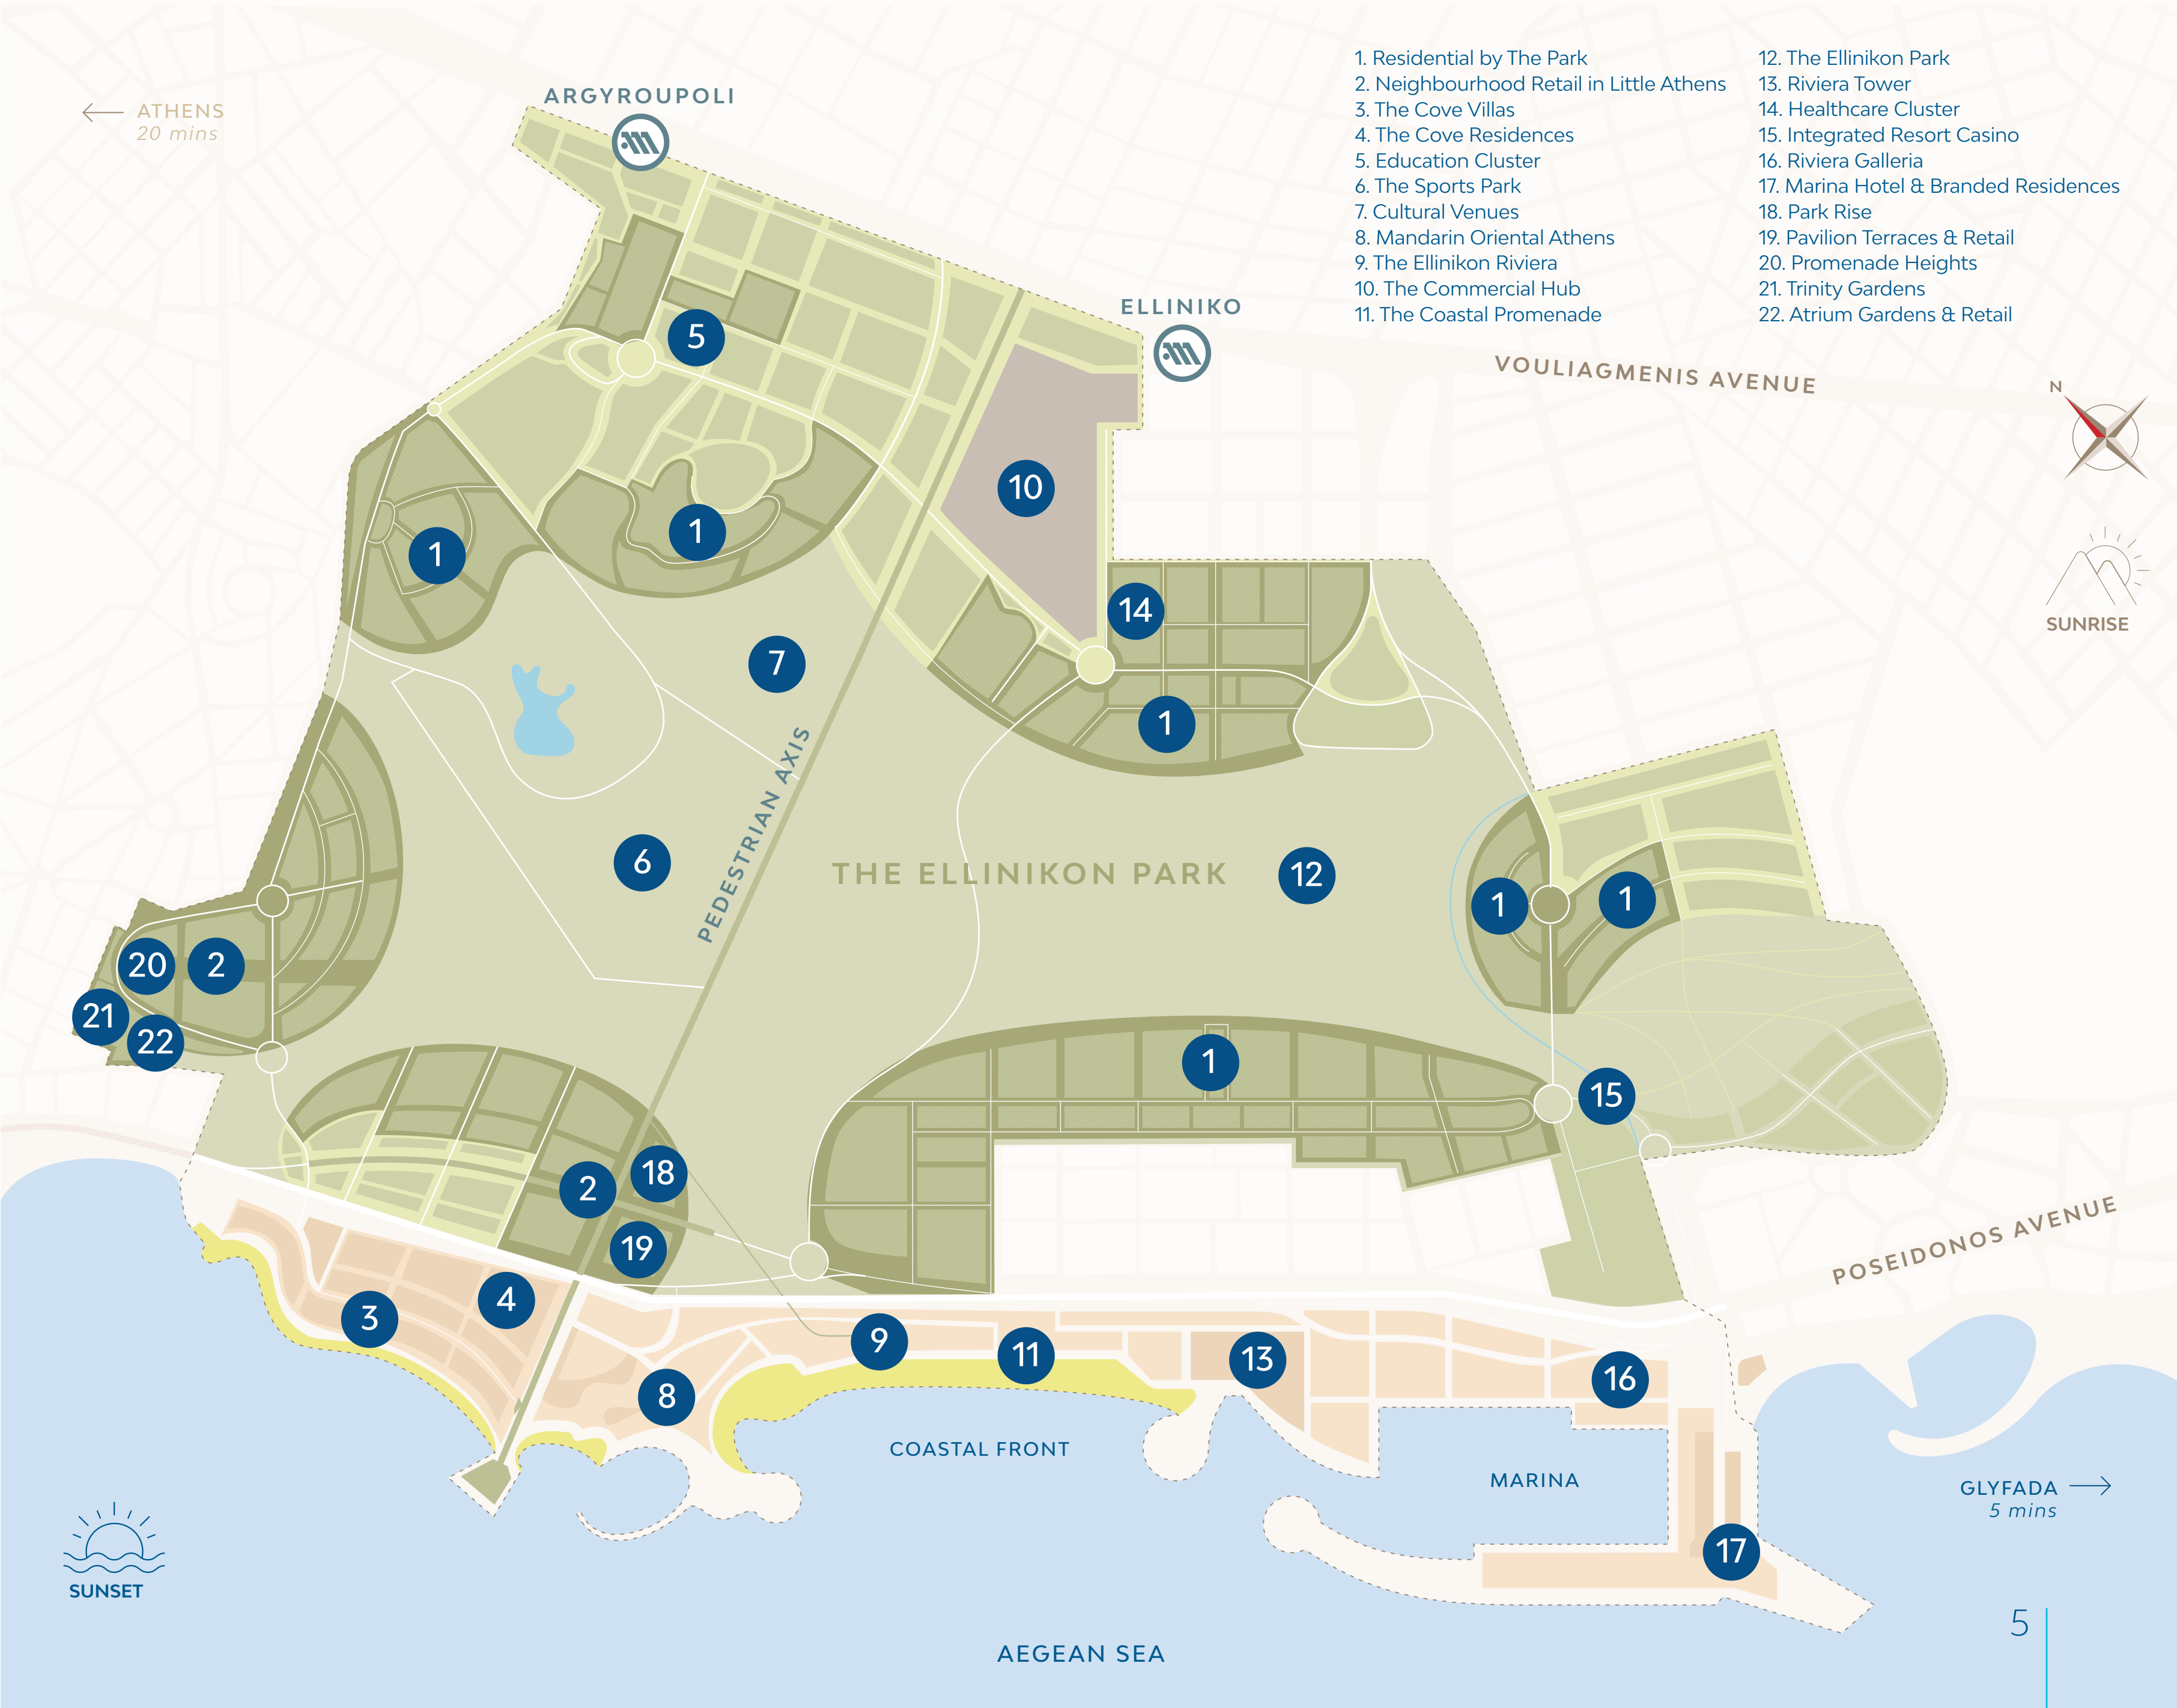 1. Residential by The Park
2. Neighbourhood Retail in Little Athens
3. The Cove Villas
4. The Cove Residences
5. Education Cluster
6. The Sports Park
7. Cultural Venues
8. Mandarin Oriental Athens
9. The Ellinikon Riviera
10. The Commercial Hub
11. The Coastal Promenade
12. The Ellinikon Park
13. Riviera Tower
14. Healthcare Cluster
15. Integrated Resort Casino
16. Riviera Galleria
17. Marina Hotel & Branded Residences
18. Park Rise
19. Pavilion Terraces & Retail
20. Promenade Heights
21. Trinity Gardens
22. Atrium Gardens & Retail
ARGYROUPOLI
ATHENS
20 mins
ELLINIKO
VOULIAGMENIS AVENUE
N
5
10
1
1
14
SUNRISE
7
1
PEDESTRIAN AXIS
6
THE ELLINIKON PARK
12
1
1
20
2
21
22
1
15
2
18
19
POSEIDONOS AVENUE
3
4
8
9
11
13
16
COASTAL FRONT
MARINA
GLYFADA
5 mins
17
SUNSET
AEGEAN SEA
5